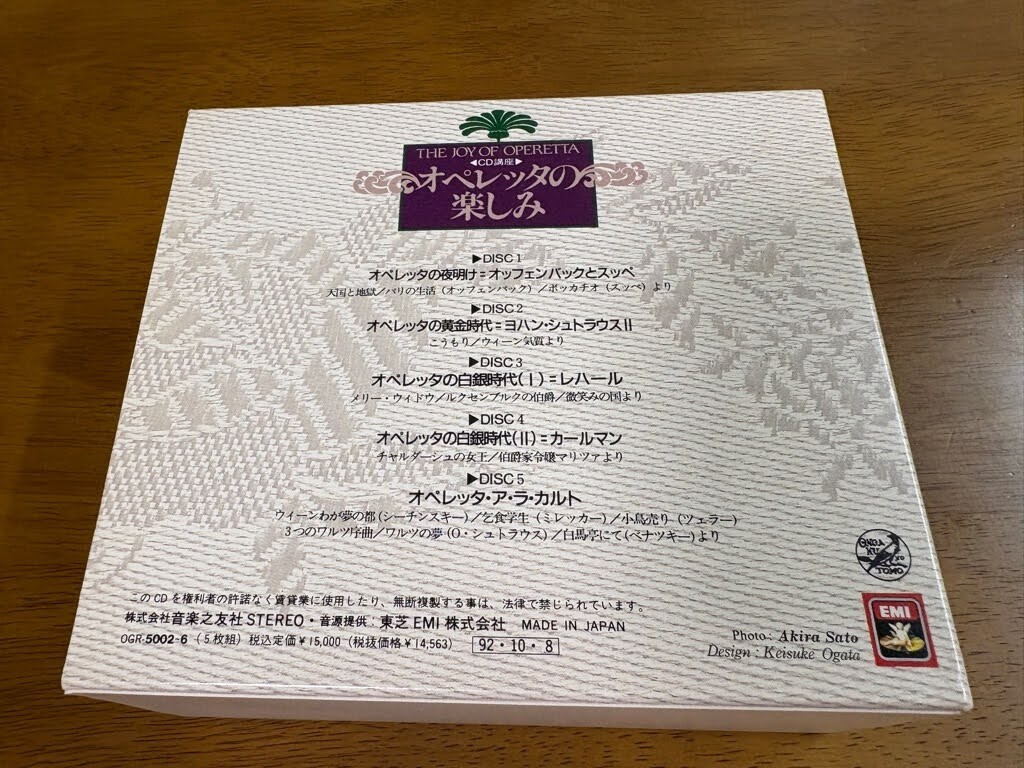 THE JOY OF OPERETTA
◀CD講座▶
オペレッタの
楽しみ
▶DISC 1
オペレッタの夜明け=オッフェンバックとスッペ
天国と地獄/パリの生活(オッフェンバック)/ボッカチオ(スッペ)より
▶DISC 2
オペレッタの黄金時代=ヨハン・シュトラウスII
こうもり/ウィーン気質より
▶DISC 3
オペレッタの白銀時代(I)=レハール
メリー・ウィドウ/ルクセンブルクの伯爵/微笑みの国より
▶DISC 4
オペレッタの白銀時代(II)=カールマン
チャルダーシュの女王/伯爵家令嬢マリツァより
▶DISC 5
オペレッタ・ア・ラ・カルト
ウィーンわが夢の都(シーチンスキー)/乞食学生(ミレッカー)/小鳥売り(ツェラー)
3つのワルツ序曲/ワルツの夢(O・シュトラウス)/白馬亭にて(ベナツキー)より
ONGA
KU
NO
TOMO
このCDを権利者の許諾なく賃貸業に使用したり、無断複製する事は、法律で禁じられています。
株式会社音楽之友社 STEREO・音源提供:東芝EMI株式会社 MADE IN JAPAN
OGR-5002-6(5枚組)税込定価¥15,000(税抜価格¥14,563) 92・10・8
EMI
Photo: Akira Sato
Design: Keisuke Ogata